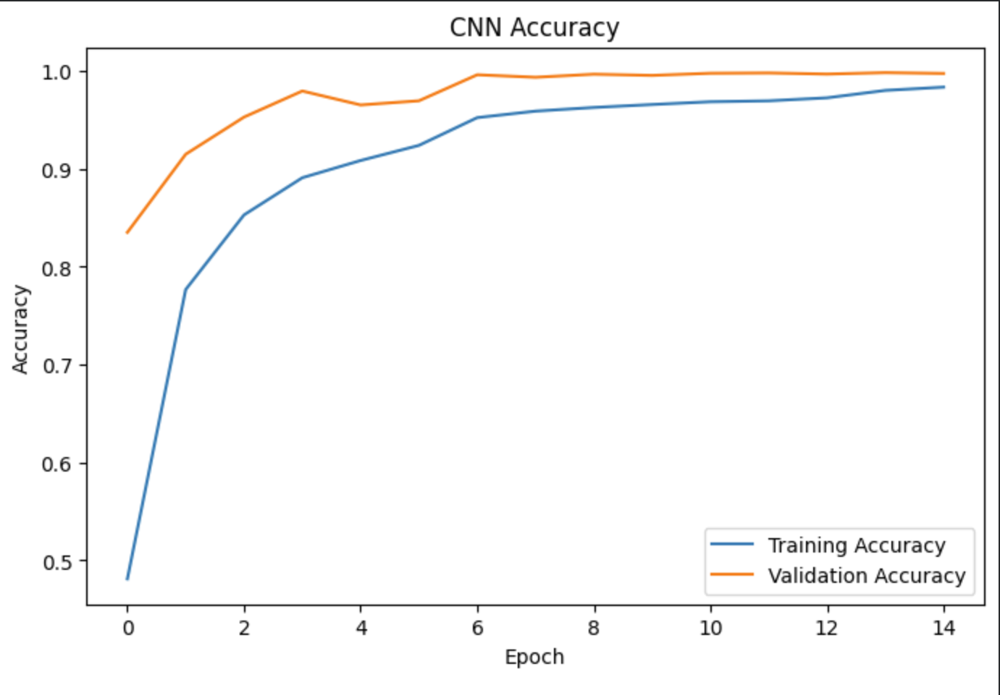 CNN Accuracy
1.0
0.9
0.8
0.7
0.6
0.5
Accuracy
Training Accuracy
Validation Accuracy
0 2 4 6 8 10 12 14
Epoch